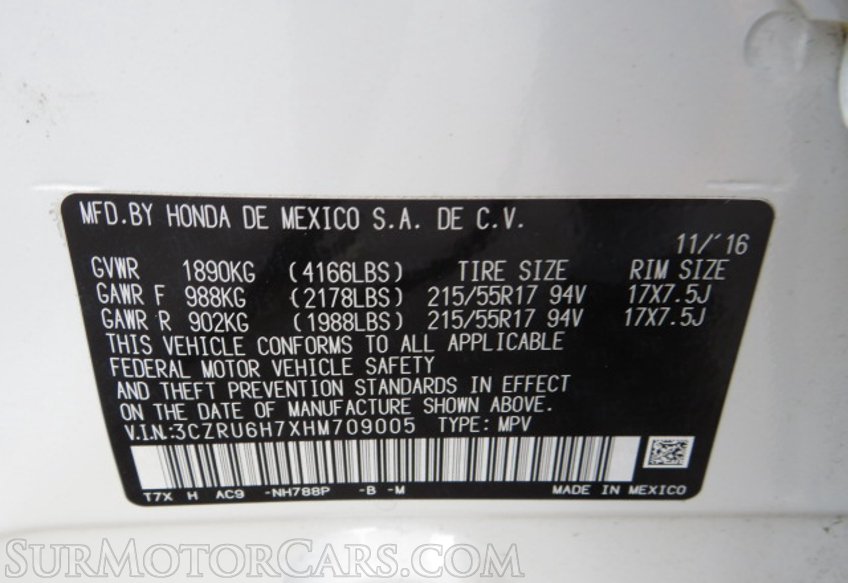 MFD.BY HONDA DE MEXICO S.A. DE C.V.
11/´16
GVWR 1890KG (4166LBS) TIRE SIZE RIM SIZE
GAWR F 988KG (2178LBS) 215/55R17 94V 17X7.5J
GAWR R 902KG (1988LBS) 215/55R17 94V 17X7.5J
THIS VEHICLE CONFORMS TO ALL APPLICABLE
FEDERAL MOTOR VEHICLE SAFETY
AND THEFT PREVENTION STANDARDS IN EFFECT
ON THE DATE OF MANUFACTURE SHOWN ABOVE.
V.I.N.:3CZRU6H7XHM709005 TYPE: MPV
T7X H AC9 -NH788P -B -M MADE IN MEXICO
SURMOTORCARS.COM
SURMOTORCARS.COM